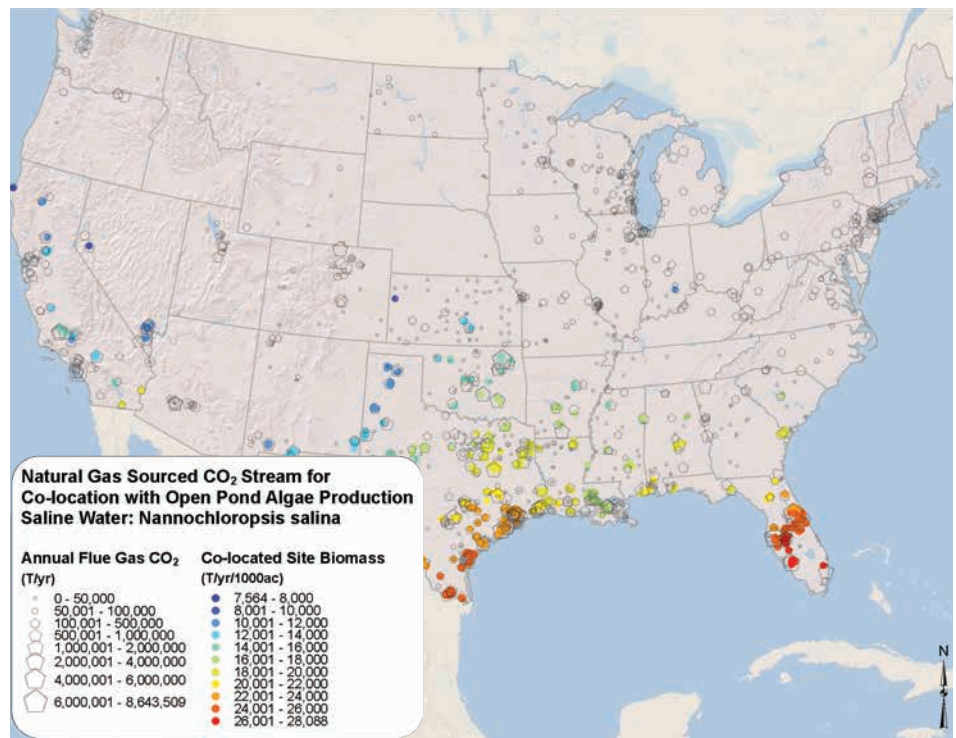 Natural Gas Sourced CO₂ Stream for
Co-location with Open Pond Algae Production
Saline Water: Nannochloropsis salina
Annual Flue Gas CO₂
(T/yr)
0 - 50,000
50,001 - 100,000
100,001 - 500,000
500,001 - 1,000,000
1,000,001 - 2,000,000
2,000,001 - 4,000,000
4,000,001 - 6,000,000
6,000,001 - 8,643,509
Co-located Site Biomass
(T/yr/1000ac)
7,564 - 8,000
8,001 - 10,000
10,001 - 12,000
12,001 - 14,000
14,001 - 16,000
16,001 - 18,000
18,001 - 20,000
20,001 - 22,000
22,001 - 24,000
24,001 - 26,000
26,001 - 28,088
N